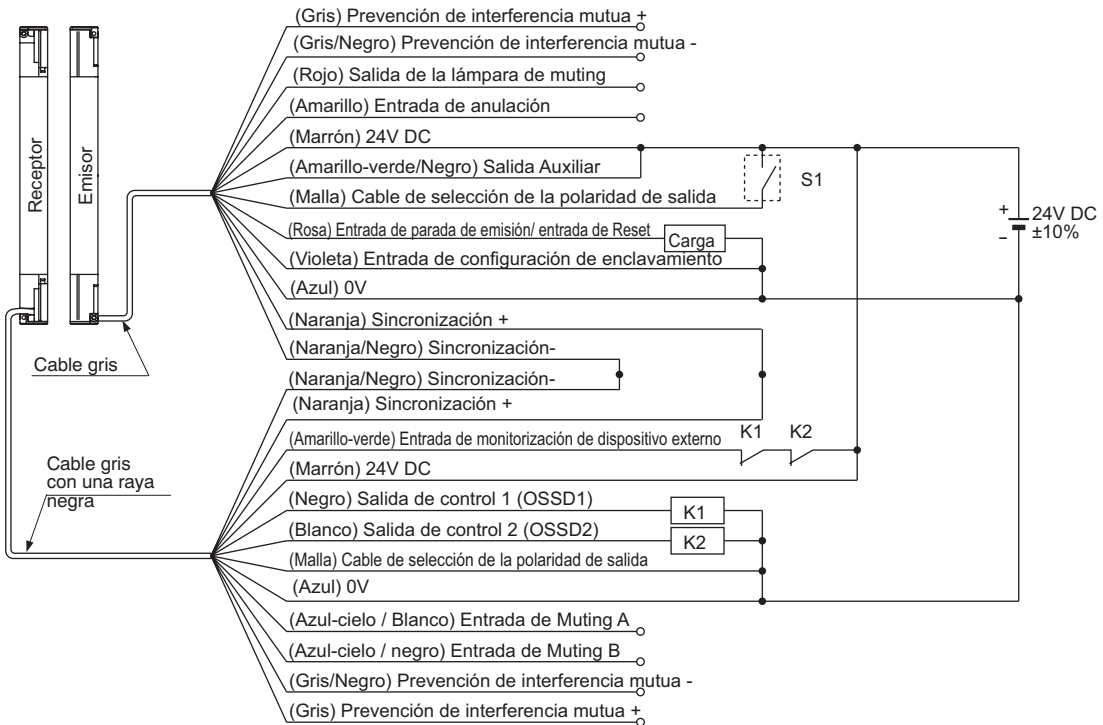 (Gris) Prevención de interferencia mutua +
(Gris/Negro) Prevención de interferencia mutua -
(Rojo) Salida de la lámpara de muting
(Amarillo) Entrada de anulación
(Marrón) 24V DC
(Amarillo-verde/Negro) Salida Auxiliar
(Malla) Cable de selección de la polaridad de salida
S1
(Rosa) Entrada de parada de emisión/ entrada de Reset
Carga
(Violeta) Entrada de configuración de enclavamiento
(Azul) 0V
+
-
24V DC
±10%
Receptor
Emisor
Cable gris
(Naranja) Sincronización +
(Naranja/Negro) Sincronización-
(Naranja/Negro) Sincronización-
(Naranja) Sincronización +
(Amarillo-verde) Entrada de monitorización de dispositivo externo
K1
K2
(Marrón) 24V DC
Cable gris
con una raya
negra
(Negro) Salida de control 1 (OSSD1)
K1
(Blanco) Salida de control 2 (OSSD2)
K2
(Malla) Cable de selección de la polaridad de salida
(Azul) 0V
(Azul-cielo / Blanco) Entrada de Muting A
(Azul-cielo / negro) Entrada de Muting B
(Gris/Negro) Prevención de interferencia mutua -
(Gris) Prevención de interferencia mutua +